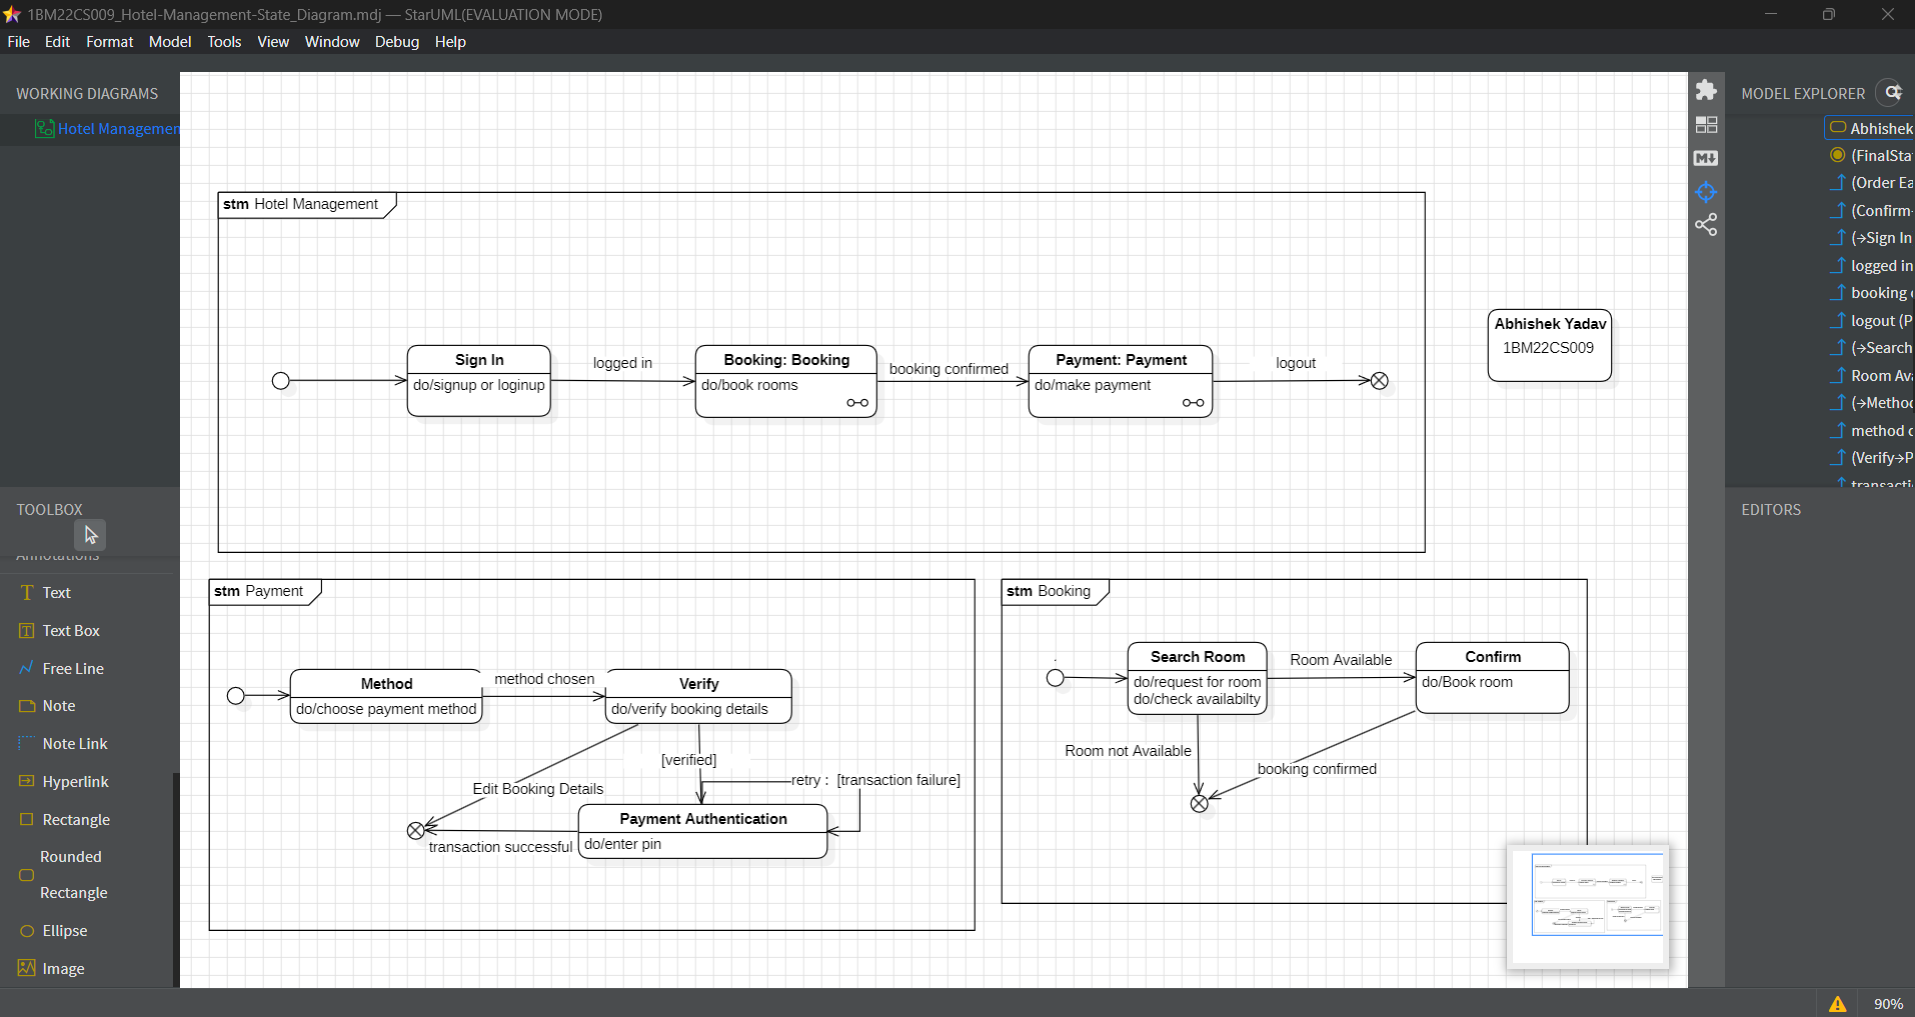 1BM22CS009_Hotel-Management-State_Diagram.mdj — StarUML(EVALUATION MODE)
File Edit Format Model Tools View Window Debug Help
WORKING DIAGRAMS
Hotel Managemen
TOOLBOX
Annotations
Text
Text Box
Free Line
Note
Note Link
Hyperlink
Rectangle
Rounded
Rectangle
Ellipse
Image
stm Hotel Management
Sign In
do/signup or loginup
logged in
Booking: Booking
do/book rooms
booking confirmed
Payment: Payment
do/make payment
logout
Abhishek Yadav
1BM22CS009
stm Payment
Method
do/choose payment method
method chosen
Verify
do/verify booking details
[verified]
retry : [transaction failure]
Edit Booking Details
Payment Authentication
do/enter pin
transaction successful
stm Booking
Search Room
do/request for room
do/check availabilty
Room Available
Confirm
do/Book room
Room not Available
booking confirmed
MODEL EXPLORER
Abhishek
(FinalSta
(Order Ea
(Confirm-
(→Sign In
logged in
booking
logout (P
(→Search
Room Av
(→Method
method c
(Verify→P
transacti
EDITORS
M↓
90%